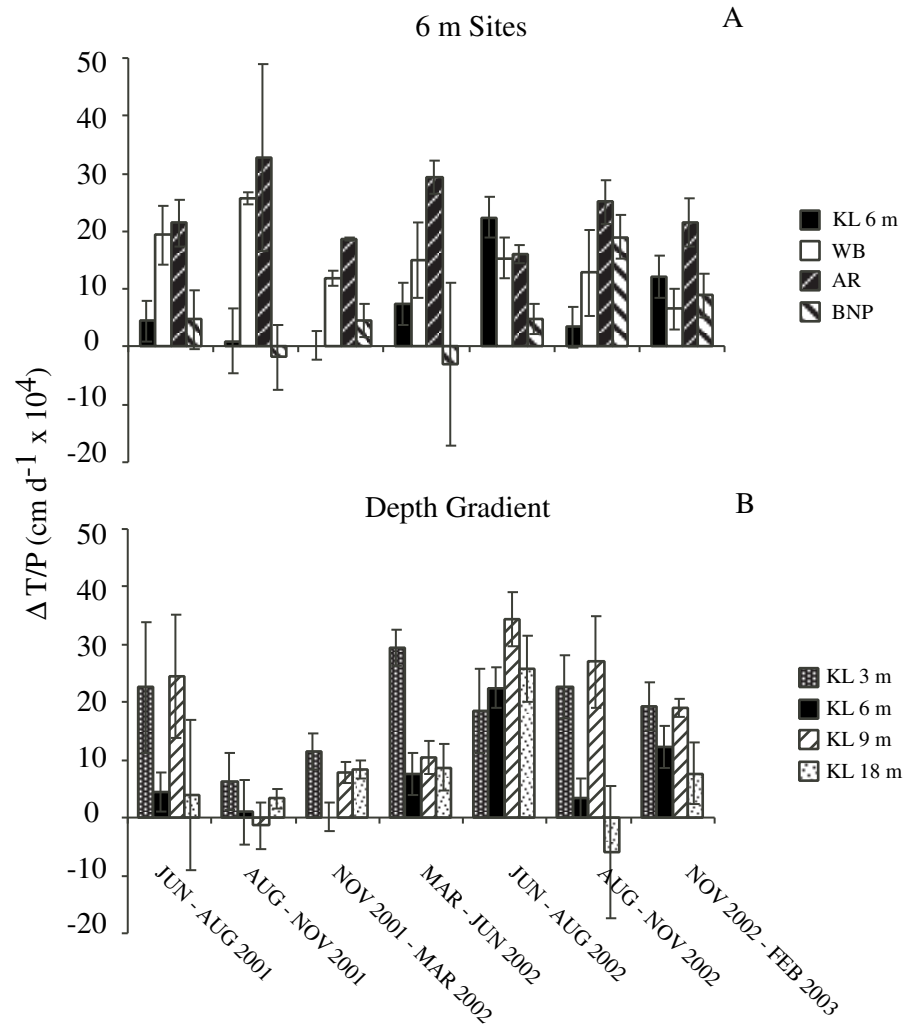 6 m Sites
A
50
40
30
20
10
0
-10
-20
KL 6 m
WB
AR
BNP
Δ T/P (cm d-1 x 104)
Depth Gradient
B
50
40
30
20
10
0
-10
-20
KL 3 m
KL 6 m
KL 9 m
KL 18 m
JUN - AUG 2001
AUG - NOV 2001
NOV 2001 - MAR 2002
MAR - JUN 2002
JUN - AUG 2002
AUG - NOV 2002
NOV 2002 - FEB 2003